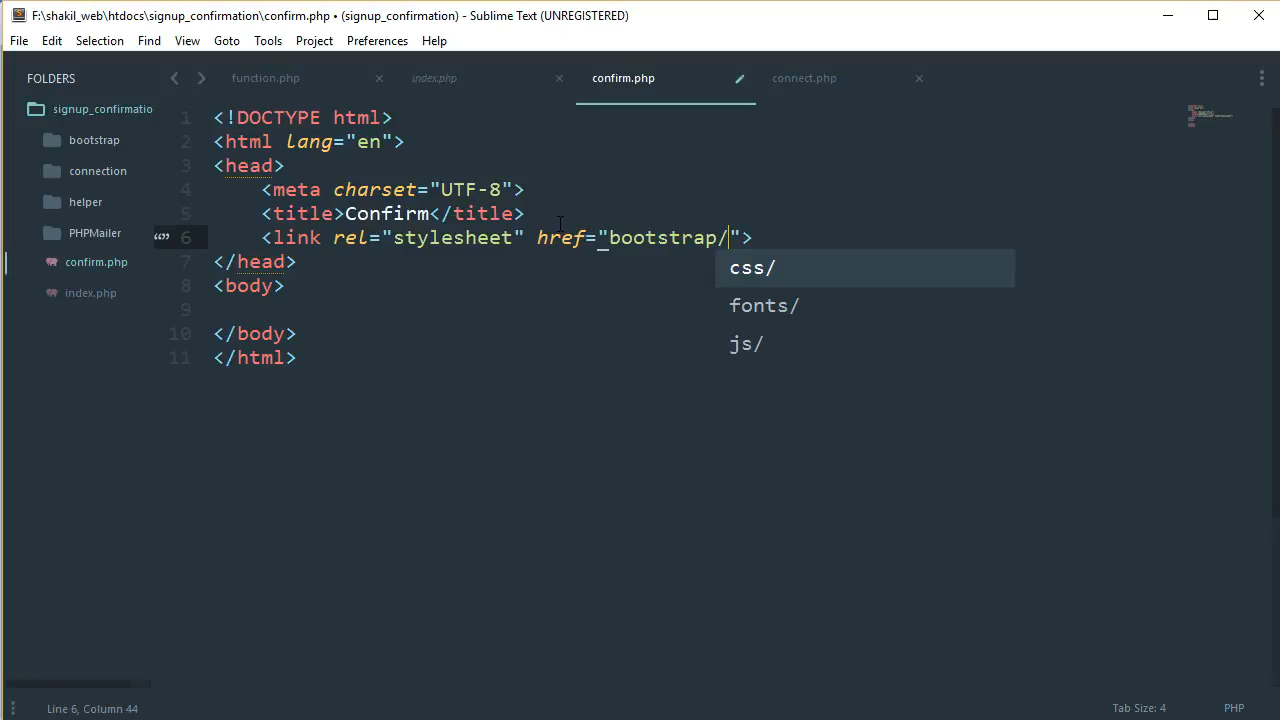 F:\shakil_web\htdocs\signup_confirmation\confirm.php • (signup_confirmation) - Sublime Text (UNREGISTERED)
File Edit Selection Find View Goto Tools Project Preferences Help
FOLDERS
signup_confirmatio
bootstrap
connection
helper
PHPMailer
confirm.php
index.php
function.php index.php confirm.php connect.php
1 <!DOCTYPE html>
2 <html lang="en">
3 <head>
4 <meta charset="UTF-8">
5 <title>Confirm</title>
6 <link rel="stylesheet" href="bootstrap/">
css/
fonts/
js/
7 </head>
8 <body>
9
10 </body>
11 </html>
Line 6, Column 44
Tab Size: 4
PHP